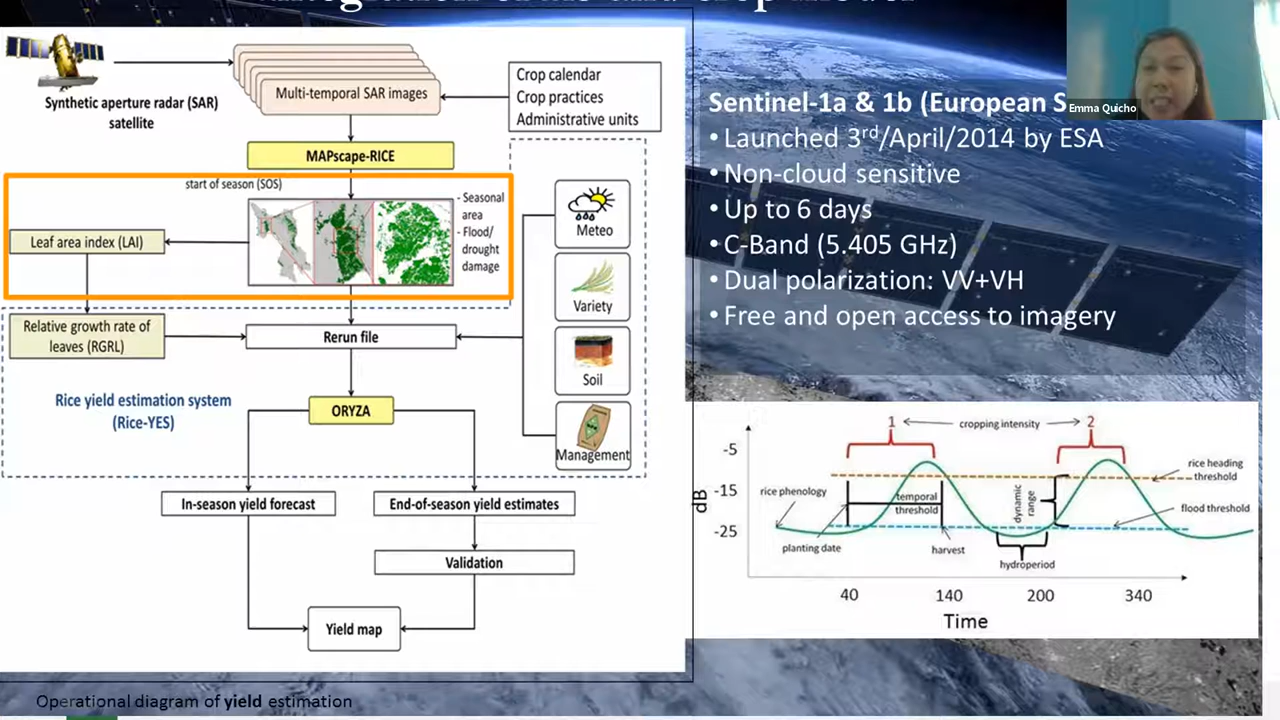 Synthetic aperture radar (SAR)
satellite
Multi-temporal SAR images
Crop calendar
Crop practices
Administrative units
MAPscape-RICE
start of season (SOS)
- Seasonal
area
- Flood/
drought
damage
Leaf area index (LAI)
Relative growth rate of
leaves (RGRL)
Rerun file
Meteo
Variety
Soil
Management
Rice yield estimation system
(Rice-YES)
ORYZA
In-season yield forecast
End-of-season yield estimates
Validation
Yield map
Operational diagram of yield estimation
Emma Quicho
Sentinel-1a & 1b (European S
• Launched 3rd/April/2014 by ESA
• Non-cloud sensitive
• Up to 6 days
• C-Band (5.405 GHz)
• Dual polarization: VV+VH
• Free and open access to imagery
1
cropping intensity
2
-5
-15
-25
dB
rice phenology
temporal
threshold
dynamic
range
rice heading
threshold
flood threshold
planting date
harvest
hydroperiod
40
140
200
340
Time